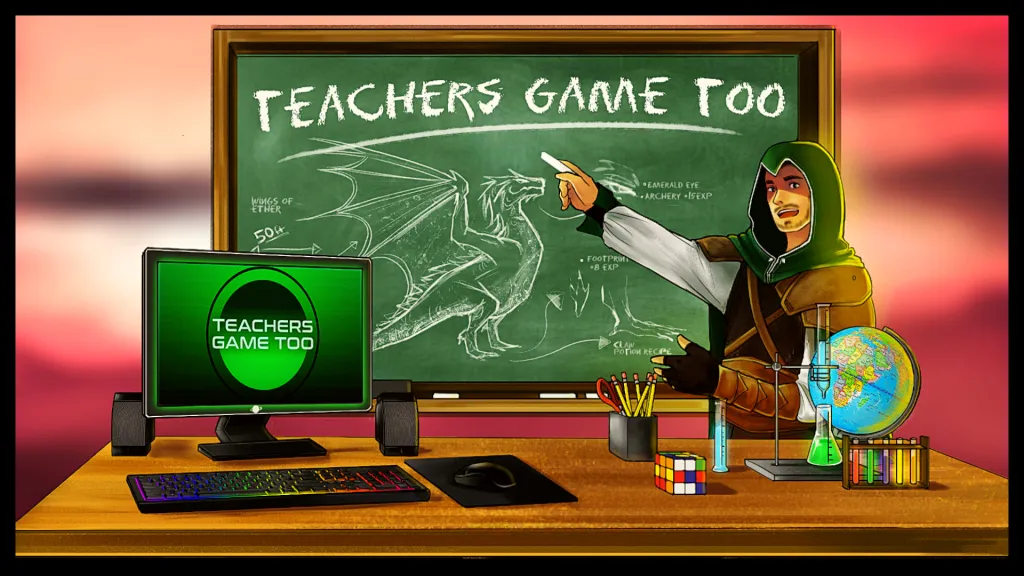 TEACHERS GAME TOO
WINGS OF
ETHER
50ft
• EMERALD EYE
• ARCHERY +15EXP
• FOOTPRINT
+8 EXP
CLAW
POTION RECIPE
TEACHERS
GAME TOO